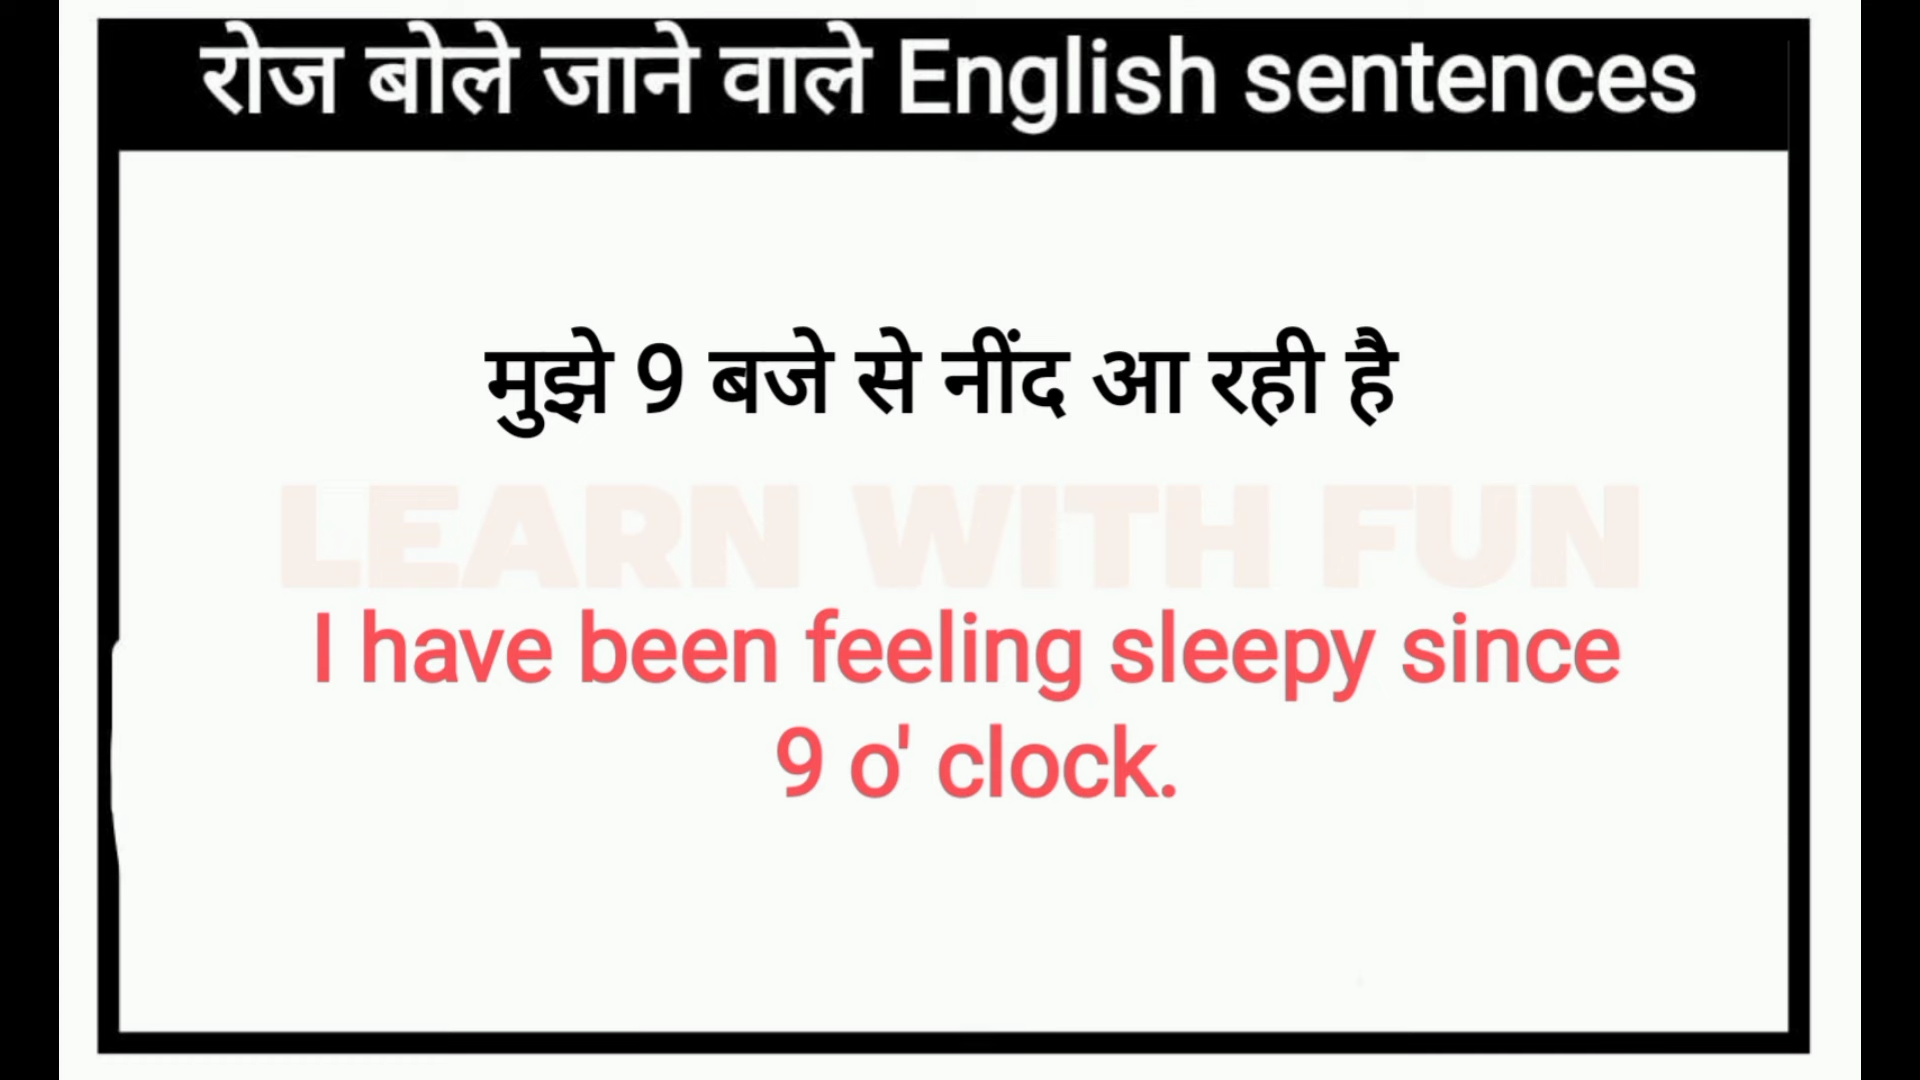 रोज बोले जाने वाले English sentences
मुझे 9 बजे से नींद आ रही है
LEARN WITH FUN
I have been feeling sleepy since
9 o' clock.